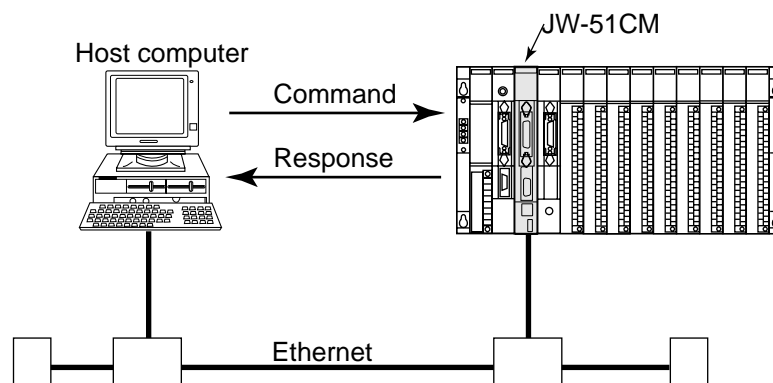 JW-51CM
Host computer
Command
Response
Ethernet